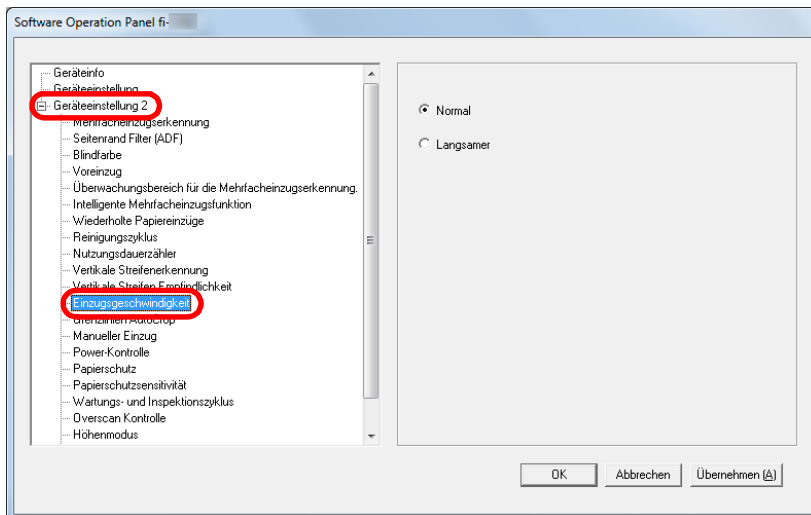 Software Operation Panel fi-
Geräteinfo
Geräteeinstellung
Geräteeinstellung 2
Mehrfacheinzugserkennung
Seitenrand Filter (ADF)
Blindfarbe
Voreinzug
Überwachungsbereich für die Mehrfacheinzugserkennung.
Intelligente Mehrfacheinzugsfunktion
Wiederholte Papiereinzüge
Reinigungszyklus
Nutzungsdauerzähler
Vertikale Streifenerkennung
Vertikale Streifen Empfindlichkeit
Einzugsgeschwindigkeit
Grenzlinien AutoCrop
Manueller Einzug
Power-Kontrolle
Papierschutz
Papierschutzsensitivität
Wartungs- und Inspektionszyklus
Overscan Kontrolle
Höhenmodus
Normal
Langsamer
OK
Abbrechen
Übernehmen (A)